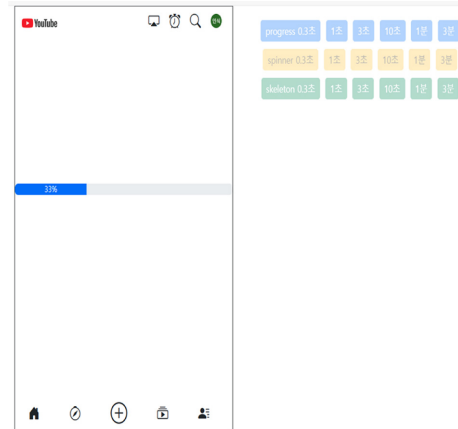 YouTube
progress 0.3초 1초 3초 10초 1분 3분
spinner 0.3초 1초 3초 10초 1분 3분
skeleton 0.3초 1초 3초 10초 1분 3분
33%